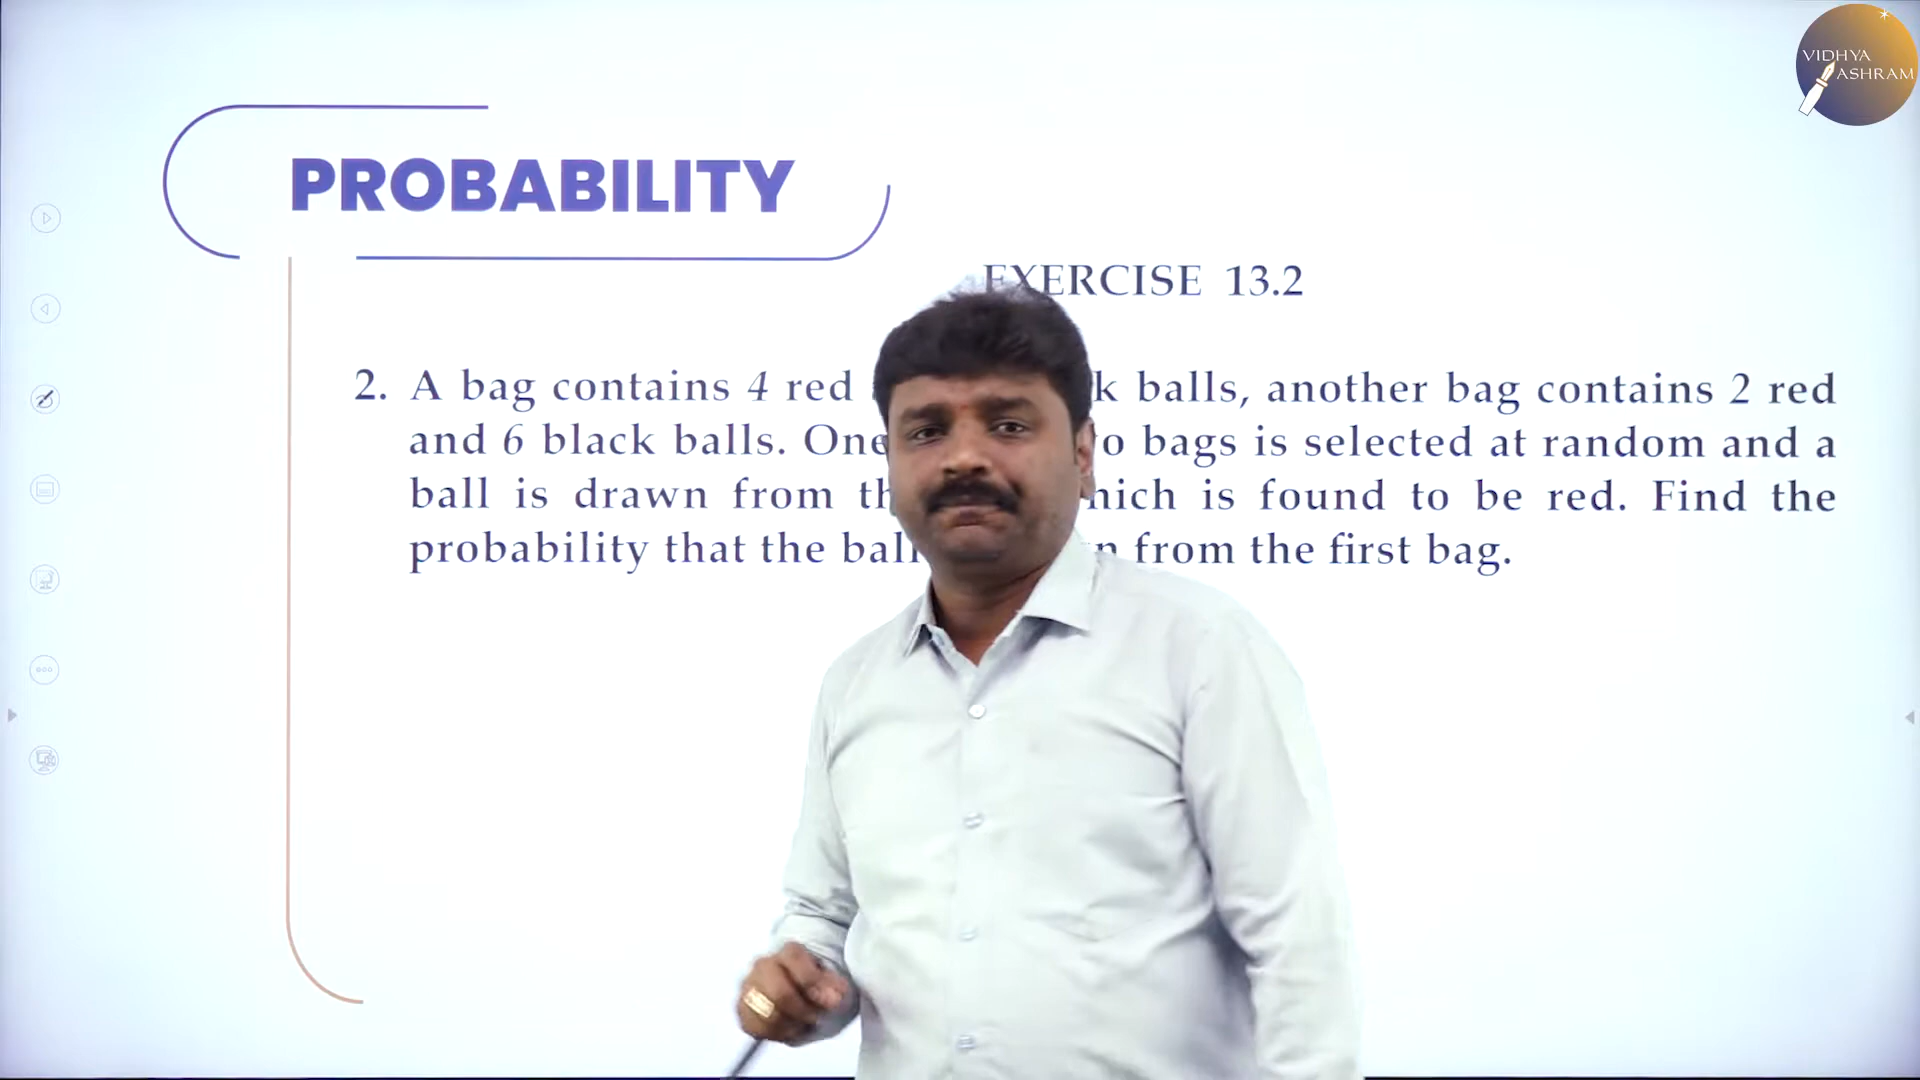 VIDHYA
ASHRAM
PROBABILITY
EXERCISE 13.2
2. A bag contains 4 red k balls, another bag contains 2 red
and 6 black balls. One o bags is selected at random and a
ball is drawn from th hich is found to be red. Find the
probability that the ball n from the first bag.